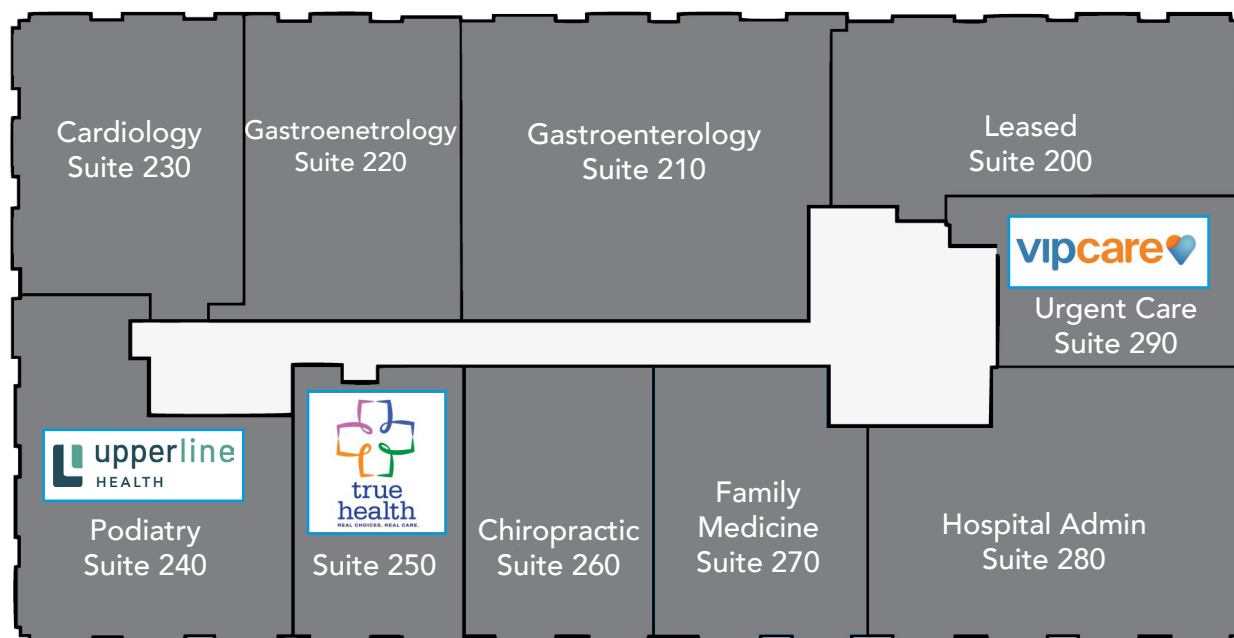 Cardiology
Suite 230
Gastroenetrology
Suite 220
Gastroenterology
Suite 210
Leased
Suite 200
vipcare
Urgent Care
Suite 290
upperline
HEALTH
Podiatry
Suite 240
true
health
REAL CHOICES. REAL CARE.
Suite 250
Chiropractic
Suite 260
Family
Medicine
Suite 270
Hospital Admin
Suite 280